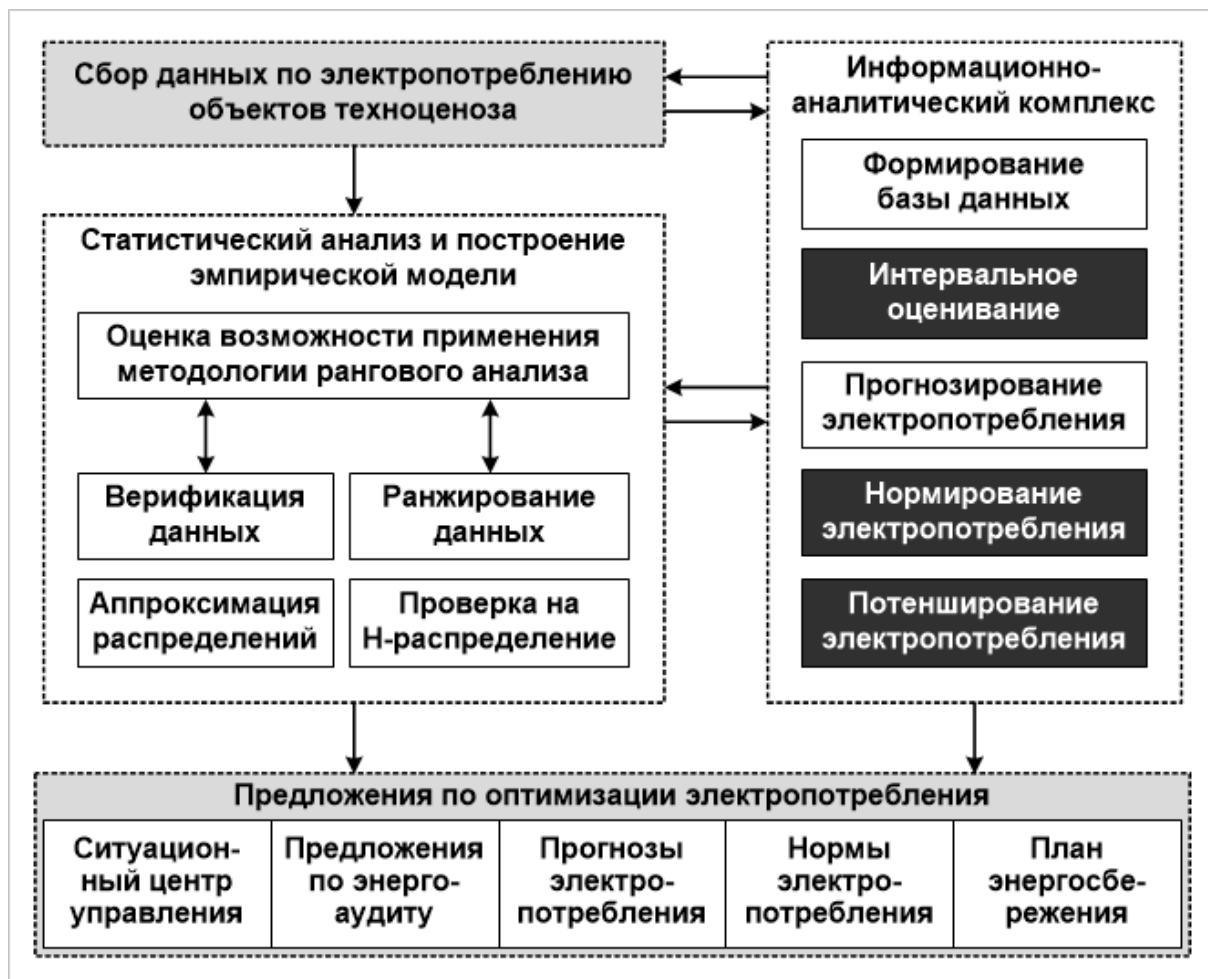 Сбор данных по электропотреблению
объектов техноценоза
Статистический анализ и построение
эмпирической модели
Оценка возможности применения
методологии рангового анализа
Верификация
данных
Ранжирование
данных
Аппроксимация
распределений
Проверка на
Н-распределение
Информационно-
аналитический комплекс
Формирование
базы данных
Интервальное
оценивание
Прогнозирование
электропотребления
Нормирование
электропотребления
Потенширование
электропотребления
Предложения по оптимизации электропотребления
Ситуацион-
ный центр
управления
Предложения
по энерго-
аудиту
Прогнозы
электро-
потребления
Нормы
электро-
потребления
План
энергосбе-
режения